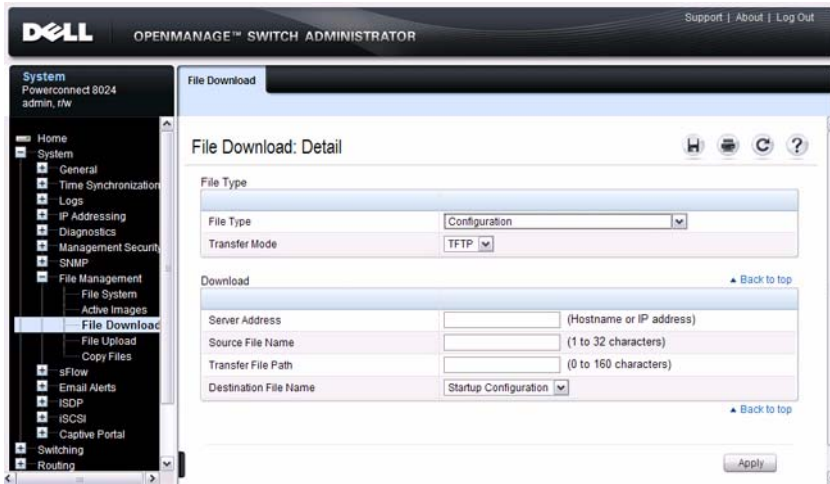 Support | About | Log Out
DELL OPENMANAGE™ SWITCH ADMINISTRATOR
System
Powerconnect 8024
admin, r/w
Home
System
General
Time Synchronization
Logs
IP Addressing
Diagnostics
Management Security
SNMP
File Management
File System
Active Images
File Download
File Upload
Copy Files
sFlow
Email Alerts
ISDP
iSCSI
Captive Portal
Switching
Routing
File Download
File Download: Detail
File Type
File Type Configuration
Transfer Mode TFTP
Download Back to top
Server Address (Hostname or IP address)
Source File Name (1 to 32 characters)
Transfer File Path (0 to 160 characters)
Destination File Name Startup Configuration
Back to top
Apply